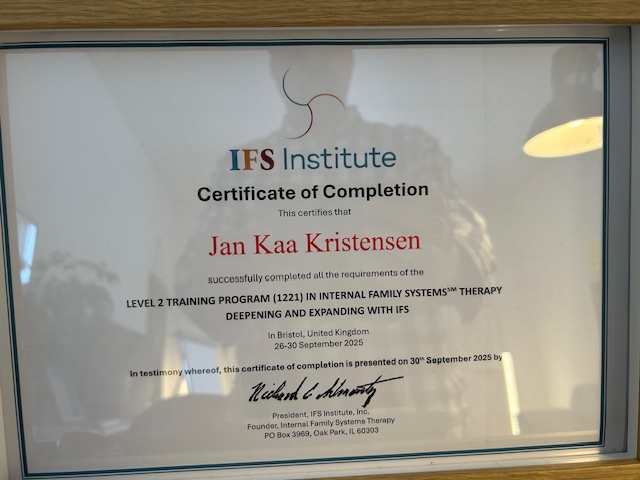 IFS Institute
Certificate of Completion
This certifies that
Jan Kaa Kristensen
successfully completed all the requirements of the
LEVEL 2 TRAINING PROGRAM (1221) IN INTERNAL FAMILY SYSTEMS℠ THERAPY
DEEPENING AND EXPANDING WITH IFS
In Bristol, United Kingdom
26-30 September 2025
In testimony whereof, this certificate of completion is presented on 30th September 2025 by
President, IFS Institute, Inc.
Founder, Internal Family Systems Therapy
PO Box 3969, Oak Park, IL 60303